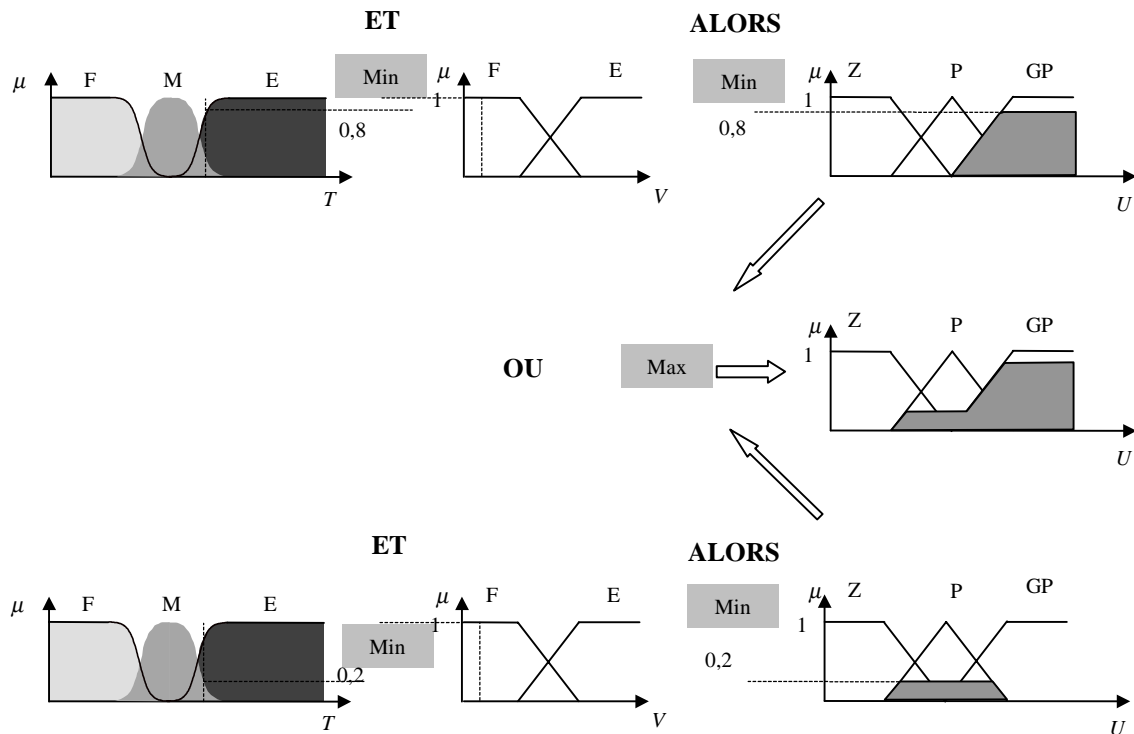 ET ALORS
μ F M E Min μ F E Min μ Z P GP
1 1
0,8 0,8
T V U
μ Z P GP
OU Max 1
U
ET ALORS
μ F M E μ F E Min μ Z P GP
Min 1 1
0,2 0,2
T V U